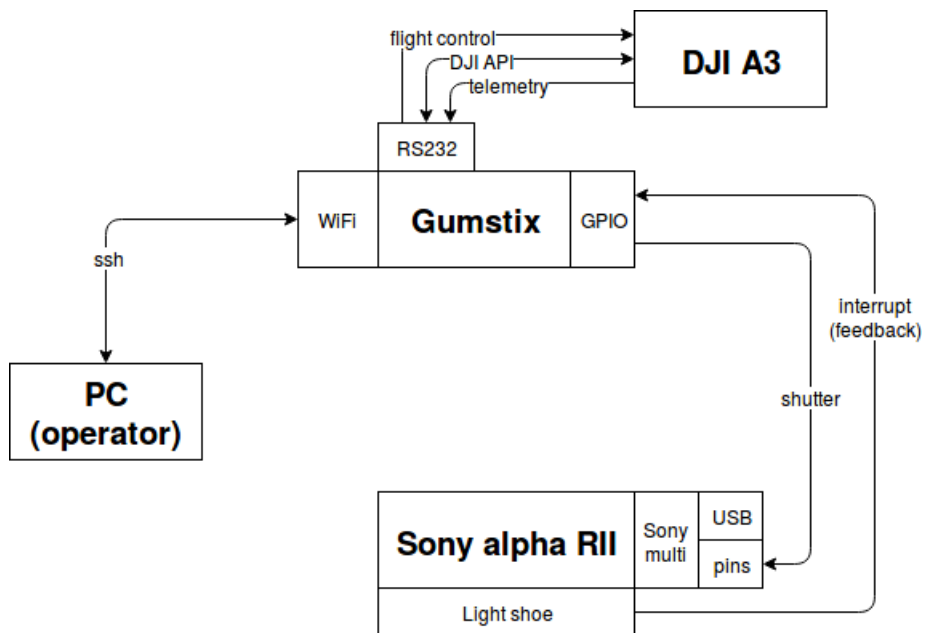 flight control
DJI API
telemetry
DJI A3
RS232
WiFi
Gumstix
GPIO
ssh
interrupt
(feedback)
PC
(operator)
shutter
Sony alpha RII
Sony
multi
USB
pins
Light shoe